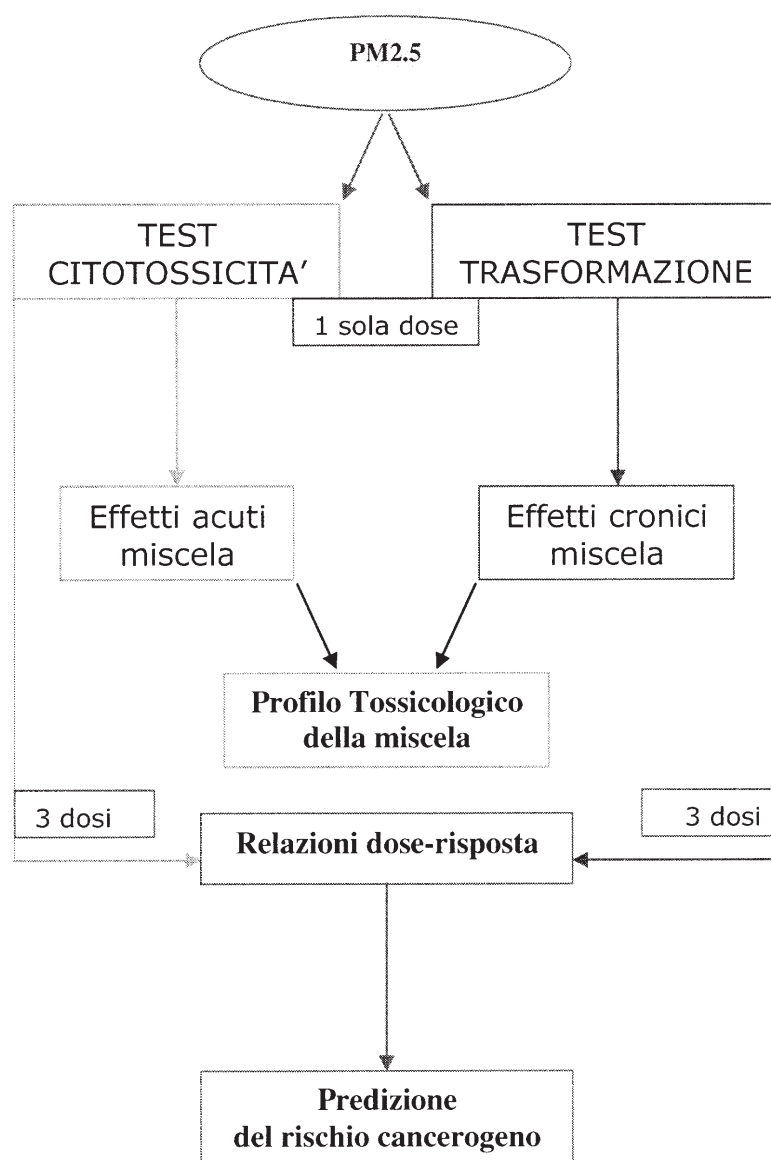 PM2.5
TEST
CITOTOSSICITA’
TEST
TRASFORMAZIONE
1 sola dose
Effetti acuti
miscela
Effetti cronici
miscela
Profilo Tossicologico
della miscela
3 dosi
3 dosi
Relazioni dose-risposta
Predizione
del rischio cancerogeno